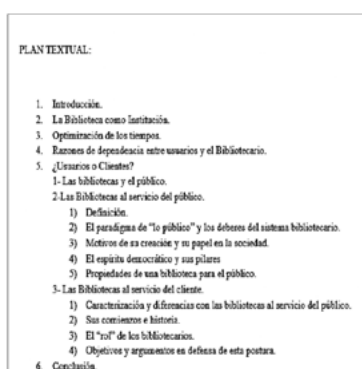 PLAN TEXTUAL:
1. Introducción.
2. La Biblioteca como Institución.
3. Optimización de los tiempos.
4. Razones de dependencia entre usuarios y el Bibliotecario.
5. ¿Usuarios o Clientes?
1- Las bibliotecas y el público.
2-Las Bibliotecas al servicio del público.
1) Definición.
2) El paradigma de "lo público" y los deberes del sistema bibliotecario.
3) Motivos de su creación y su papel en la sociedad.
4) El espíritu democrático y sus pilares
5) Propiedades de una biblioteca para el público.
3- Las Bibliotecas al servicio del cliente.
1) Caracterización y diferencias con las bibliotecas al servicio del público.
2) Sus comienzos e historia.
3) El "rol" de los bibliotecarios.
4) Objetivos y argumentos en defensa de esta postura.
6. Conclusión.